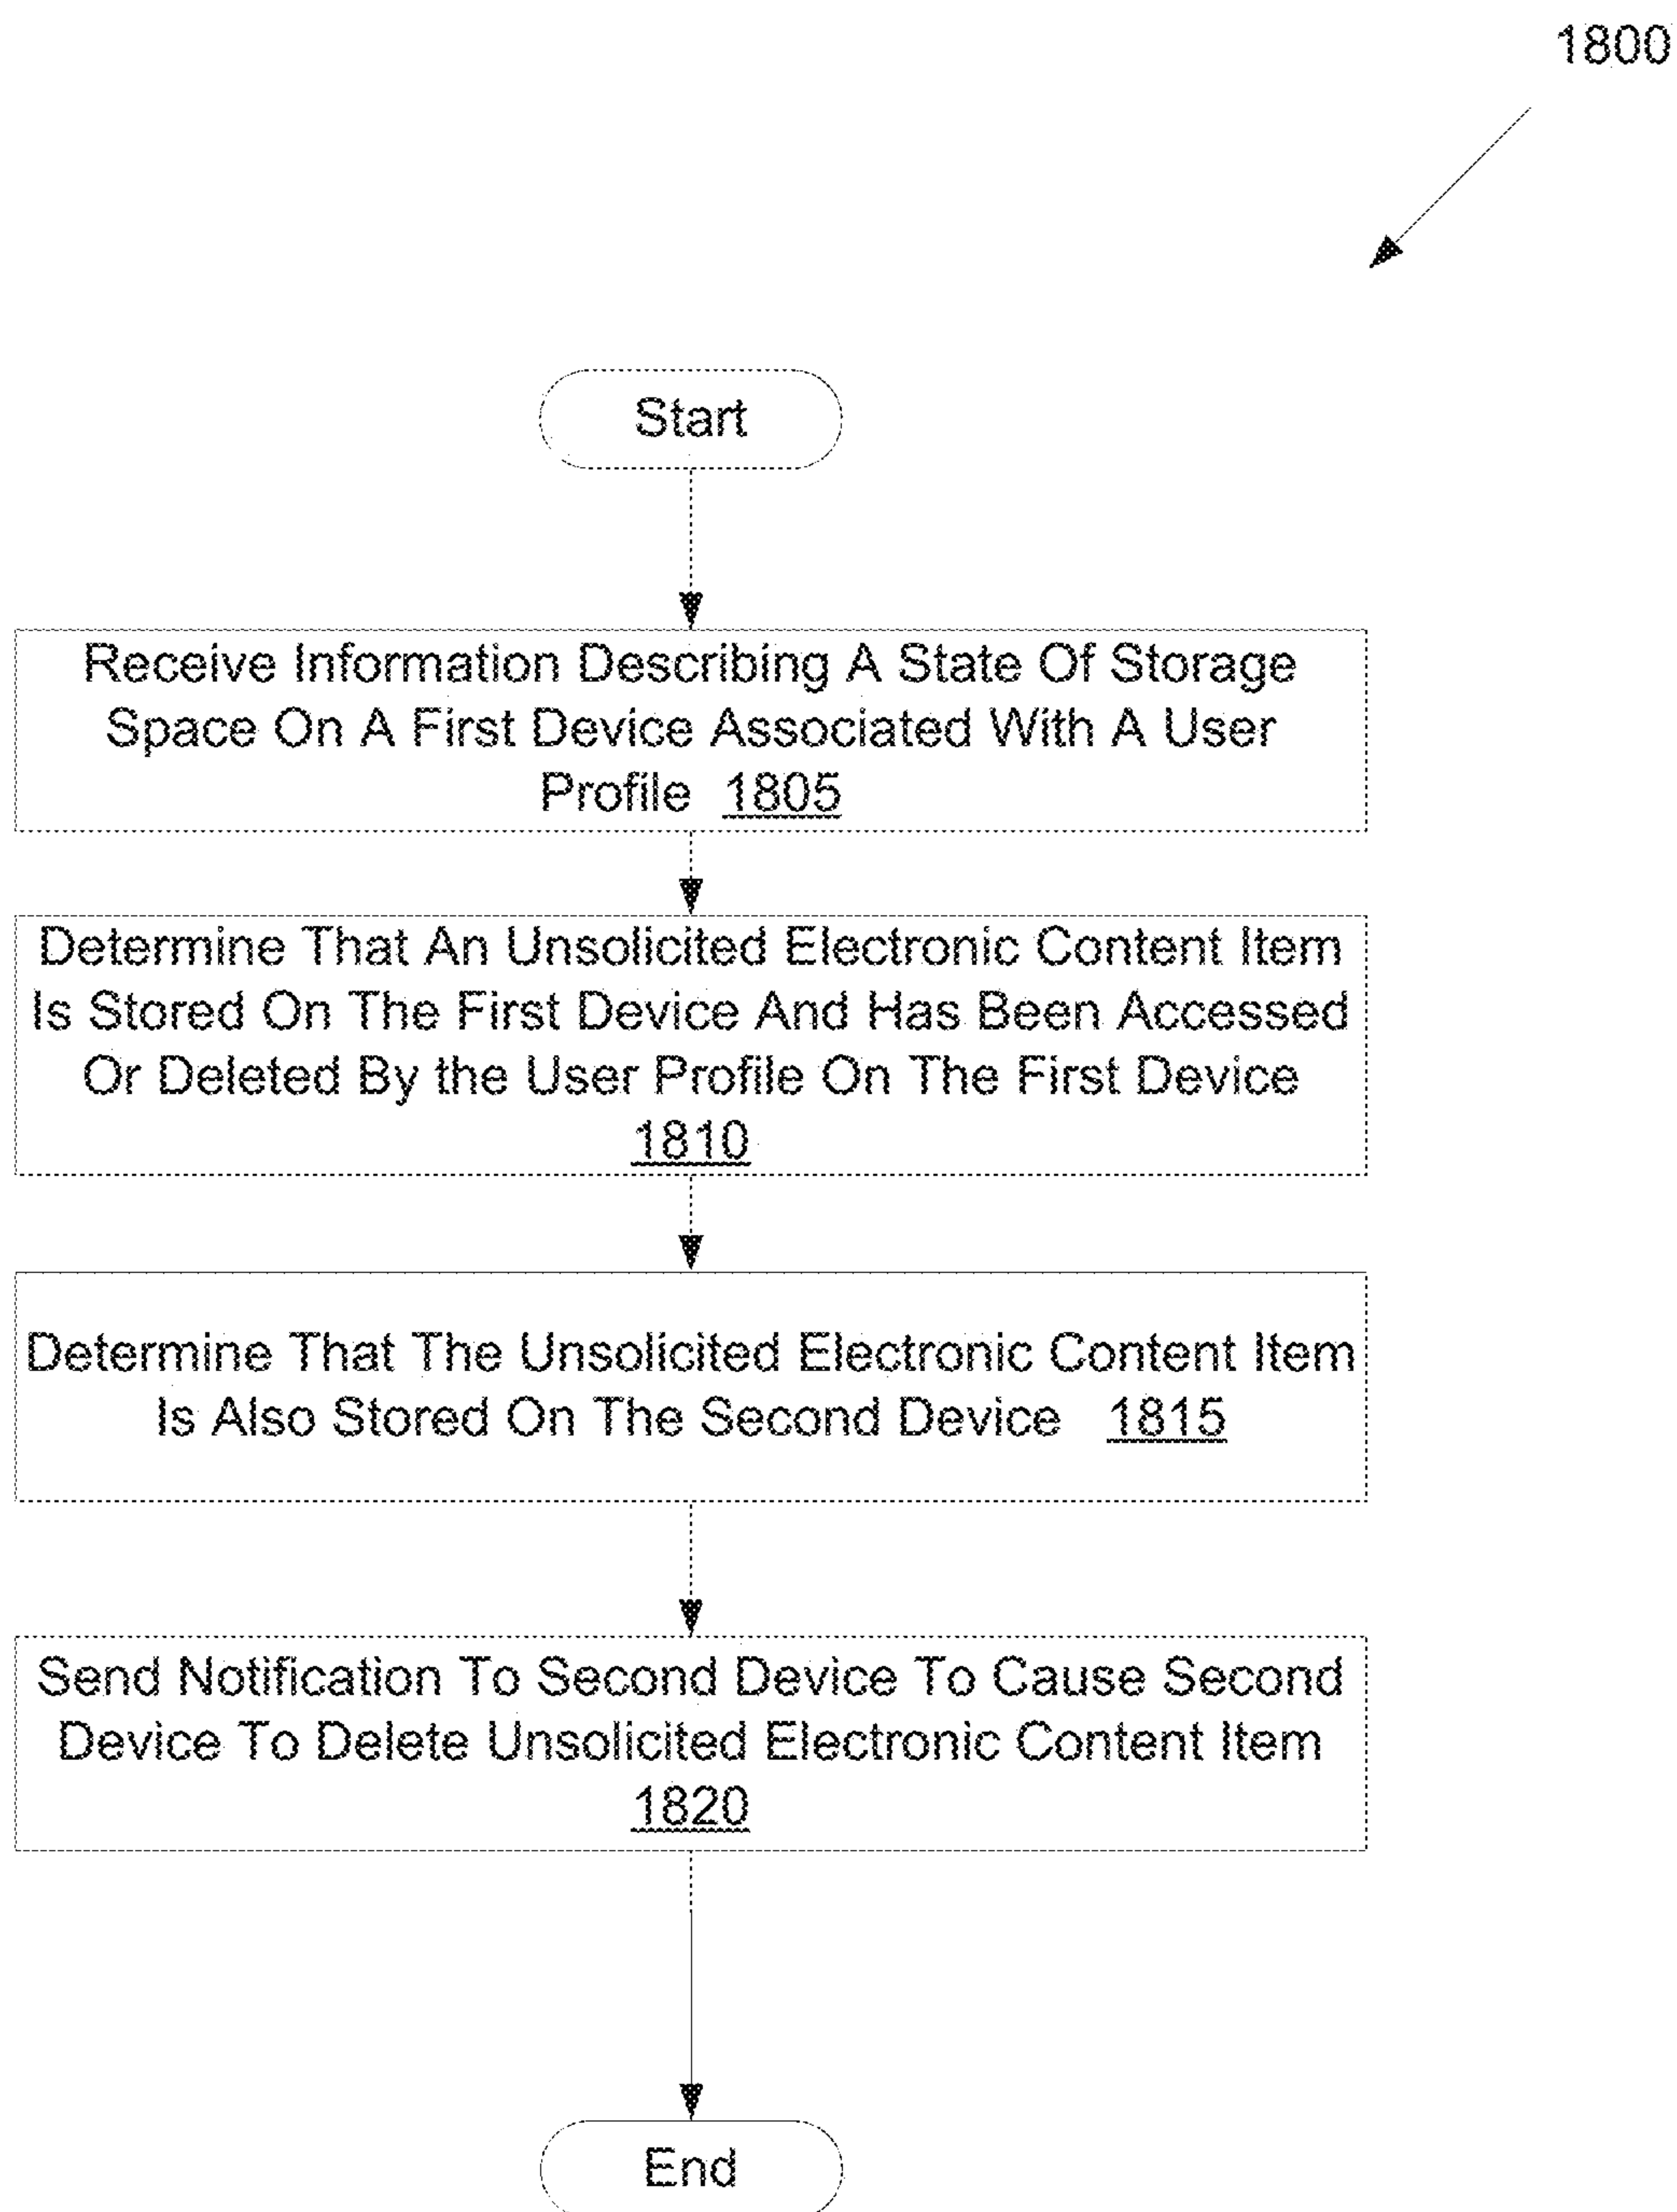 1800
Start
Receive Information Describing A State Of Storage
Space On A First Device Associated With A User
Profile 1805
Determine That An Unsolicited Electronic Content Item
Is Stored On The First Device And Has Been Accessed
Or Deleted By the User Profile On The First Device
1810
Determine That The Unsolicited Electronic Content Item
Is Also Stored On The Second Device 1815
Send Notification To Second Device To Cause Second
Device To Delete Unsolicited Electronic Content Item
1820
End